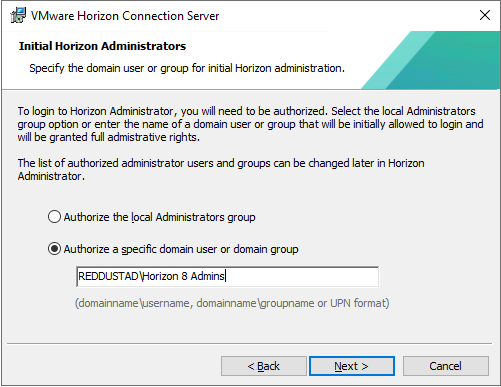 VMware Horizon Connection Server
Initial Horizon Administrators
Specify the domain user or group for initial Horizon administration.
To login to Horizon Administrator, you will need to be authorized. Select the local Administrators
group option or enter the name of a domain user or group that will be initially allowed to login and
will be granted full admistrative rights.
The list of authorized administrator users and groups can be changed later in Horizon
Administrator.
Authorize the local Administrators group
Authorize a specific domain user or domain group
REDDUSTAD\Horizon 8 Admins
(domainname\username, domainname\groupname or UPN format)
< Back
Next >
Cancel